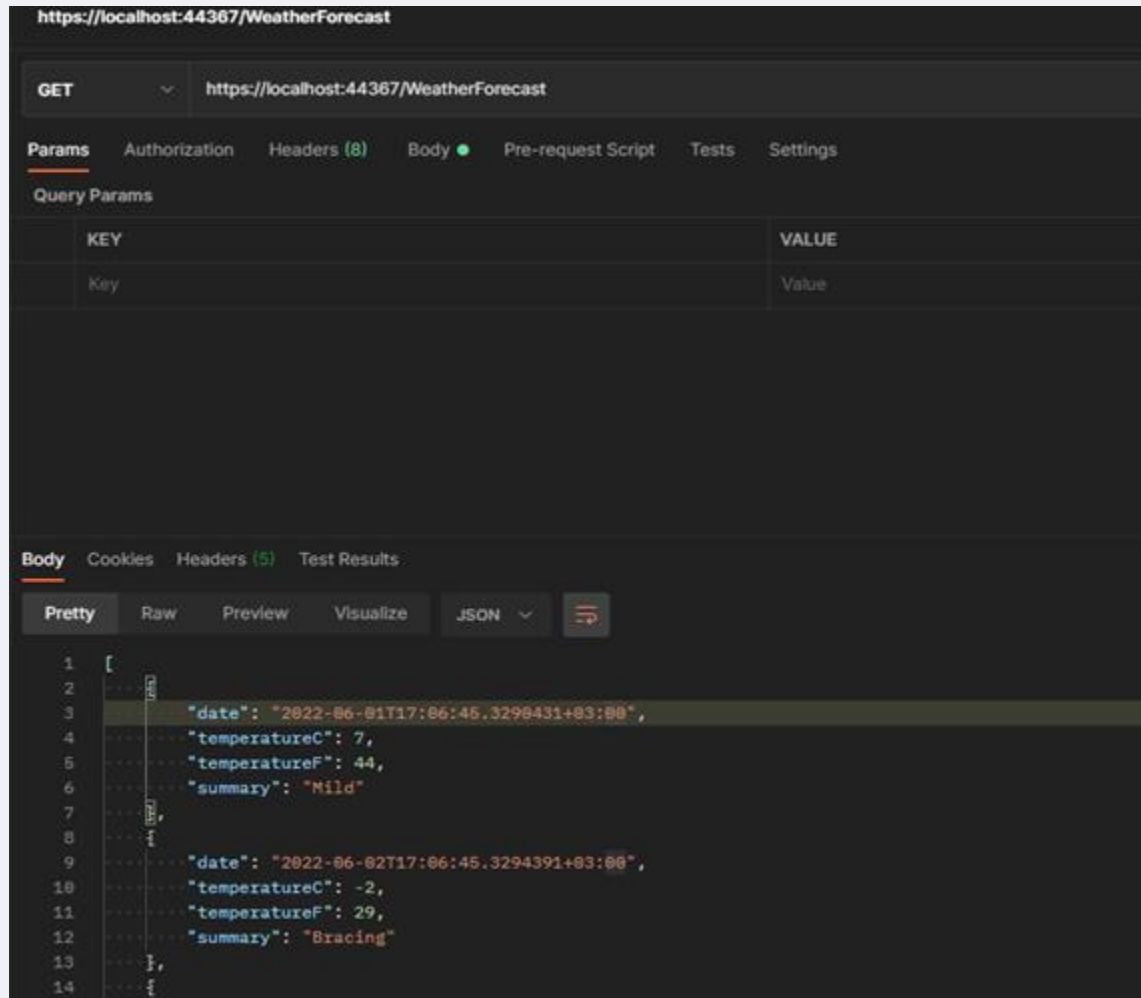 https://localhost:44367/WeatherForecast
GET https://localhost:44367/WeatherForecast
Params Authorization Headers (8) Body Pre-request Script Tests Settings
Query Params
KEY VALUE
Key Value
Body Cookies Headers (5) Test Results
Pretty Raw Preview Visualize JSON
1 [
2 {
3 "date": "2022-06-01T17:06:45.3290431+03:00",
4 "temperatureC": 7,
5 "temperatureF": 44,
6 "summary": "Mild"
7 },
8 {
9 "date": "2022-06-02T17:06:45.3294391+03:00",
10 "temperatureC": -2,
11 "temperatureF": 29,
12 "summary": "Bracing"
13 },
14 {